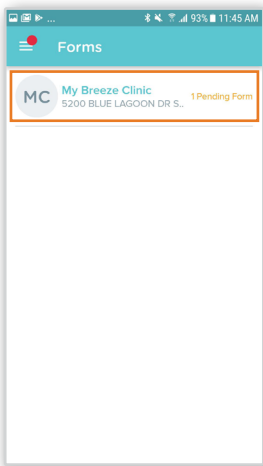 ... 93% 11:45 AM
Forms
MC
My Breeze Clinic
5200 BLUE LAGOON DR S..
1 Pending Form